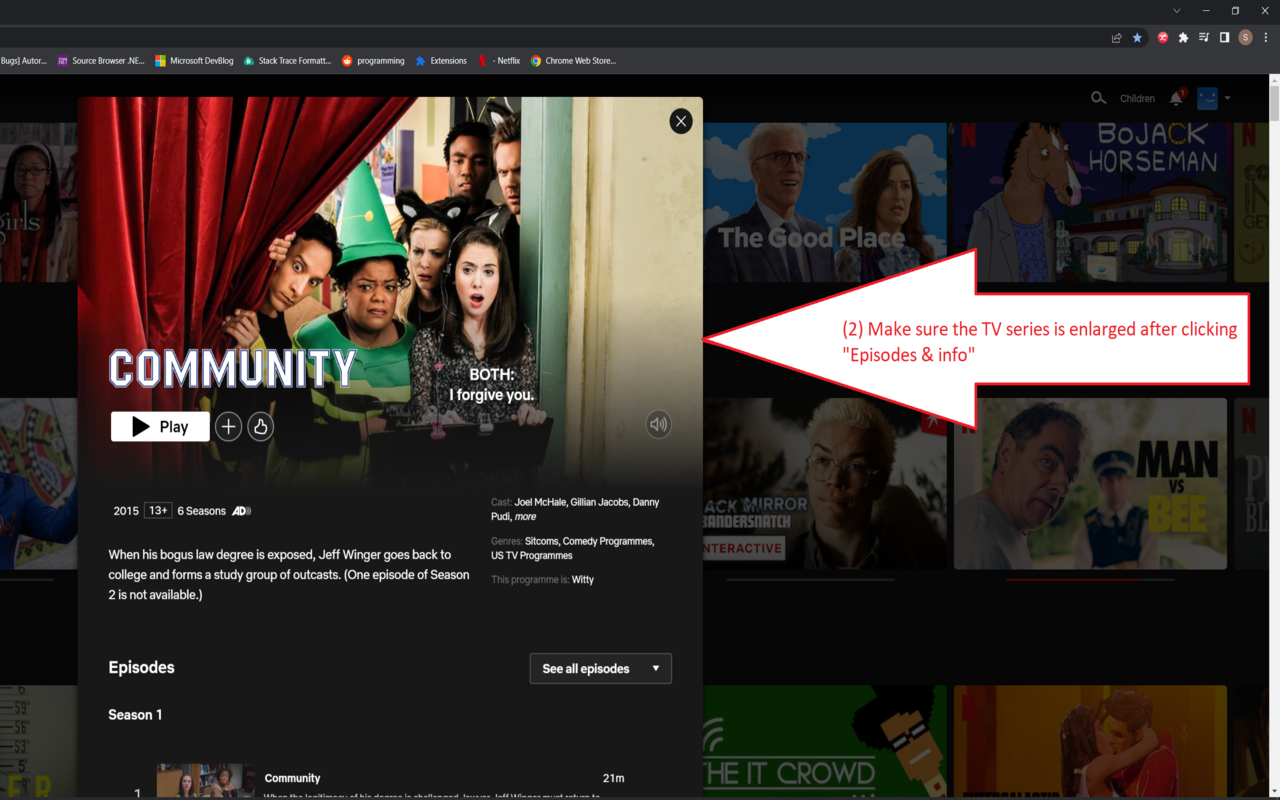 Bugs] Autor...
Source Browser .NE...
Microsoft DevBlog
Stack Trace Formatt...
programming
Extensions
- Netflix
Chrome Web Store...
S
Children
1
girls
The Good Place
BOJACK
HORSEMAN
(2) Make sure the TV series is enlarged after clicking
"Episodes & info"
COMMUNITY
BOTH:
I forgive you.
Play
2015 13+ 6 Seasons AD
Cast: Joel McHale, Gillian Jacobs, Danny
Pudi, more
Genres: Sitcoms, Comedy Programmes,
US TV Programmes
This programme is: Witty
When his bogus law degree is exposed, Jeff Winger goes back to
college and forms a study group of outcasts. (One episode of Season
2 is not available.)
ACK MIRROR
BANDERSNATCH
NTERACTIVE
MAN
VS
BEE
Episodes
See all episodes
Season 1
1
Community
21m
HE IT CROWD